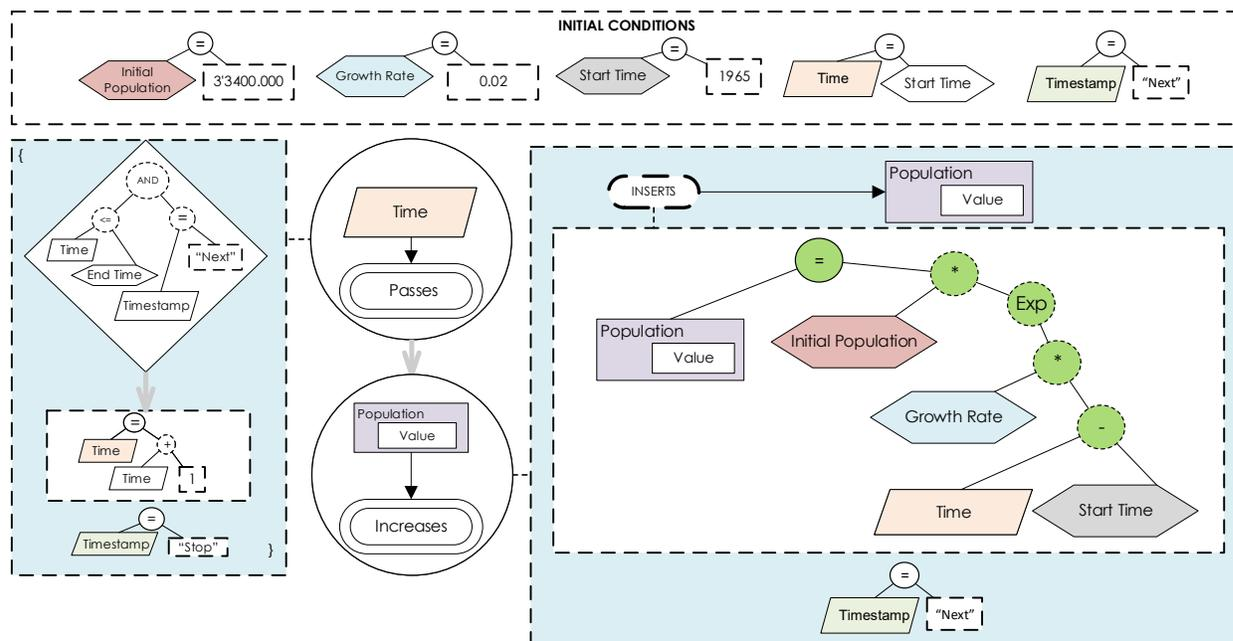 INITIAL CONDITIONS
=
Initial
Population
3'3400.000
=
Growth Rate
0.02
=
Start Time
1965
=
Time
Start Time
=
Timestamp
“Next”
{
AND
<=
=
Time
End Time
“Next”
Timestamp
=
Time
+
Time
1
=
Timestamp
“Stop”
}
Time
Passes
Population
Value
Increases
INSERTS
Population
Value
=
*
Exp
Population
Value
Initial Population
*
Growth Rate
-
Time
Start Time
=
Timestamp
“Next”